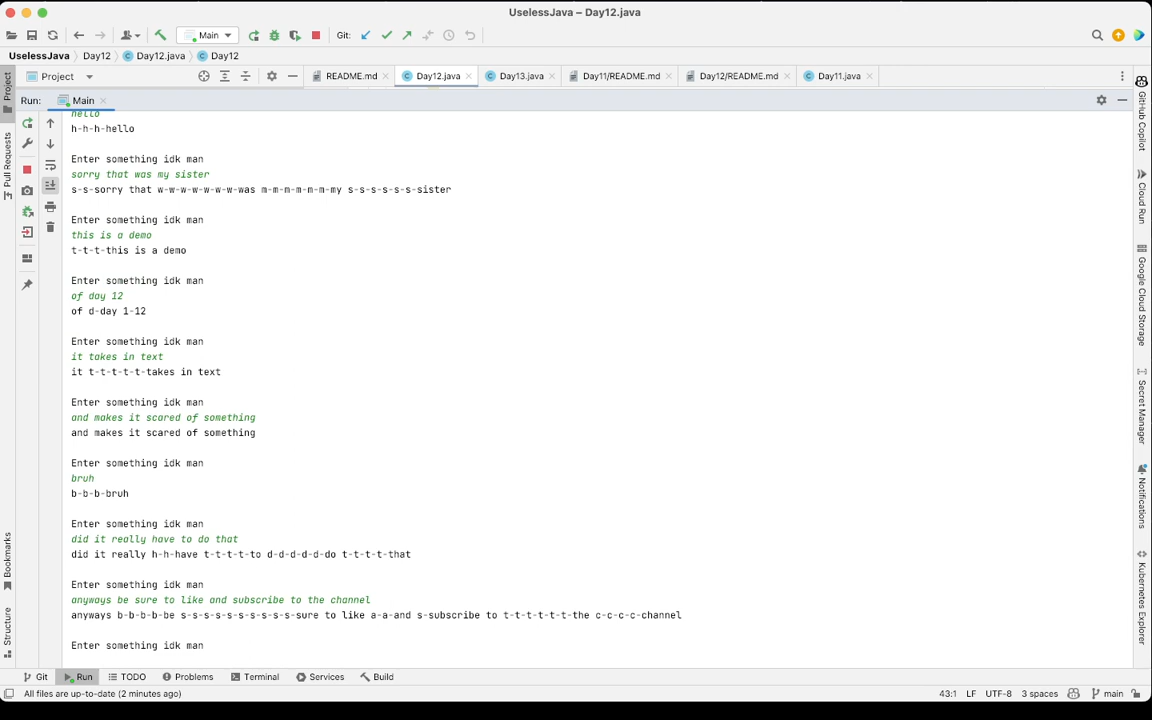 UselessJava – Day12.java
Main
Git:
UselessJava Day12 Day12.java Day12
Project
README.md Day12.java Day13.java Day11/README.md Day12/README.md Day11.java
Run: Main
hello
h-h-h-hello
Enter something idk man
sorry that was my sister
s-s-sorry that w-w-w-w-w-w-w-was m-m-m-m-m-m-my s-s-s-s-s-s-sister
Enter something idk man
this is a demo
t-t-t-this is a demo
Enter something idk man
of day 12
of d-day 1-12
Enter something idk man
it takes in text
it t-t-t-t-t-takes in text
Enter something idk man
and makes it scared of something
and makes it scared of something
Enter something idk man
bruh
b-b-b-bruh
Enter something idk man
did it really have to do that
did it really h-h-have t-t-t-t-to d-d-d-d-d-do t-t-t-t-that
Enter something idk man
anyways be sure to like and subscribe to the channel
anyways b-b-b-b-be s-s-s-s-s-s-s-s-s-s-sure to like a-a-and s-subscribe to t-t-t-t-t-t-the c-c-c-c-channel
Enter something idk man
Project
Pull Requests
Bookmarks
Structure
GitHub Copilot
Cloud Run
Google Cloud Storage
Secret Manager
Notifications
Kubernetes Explorer
Git Run TODO Problems Terminal Services Build
All files are up-to-date (2 minutes ago) 43:1 LF UTF-8 3 spaces main